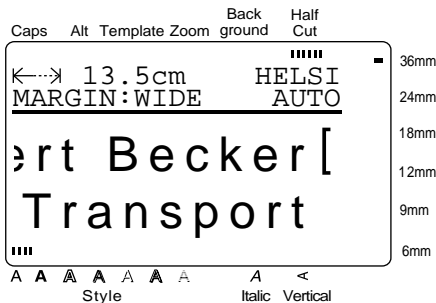 Back Half
Caps Alt Template Zoom ground Cut
13.5cm HELSI
MARGIN:WIDE AUTO
ert Becker[
Transport
36mm
24mm
18mm
12mm
9mm
6mm
A A A A A A A A A
Style Italic Vertical